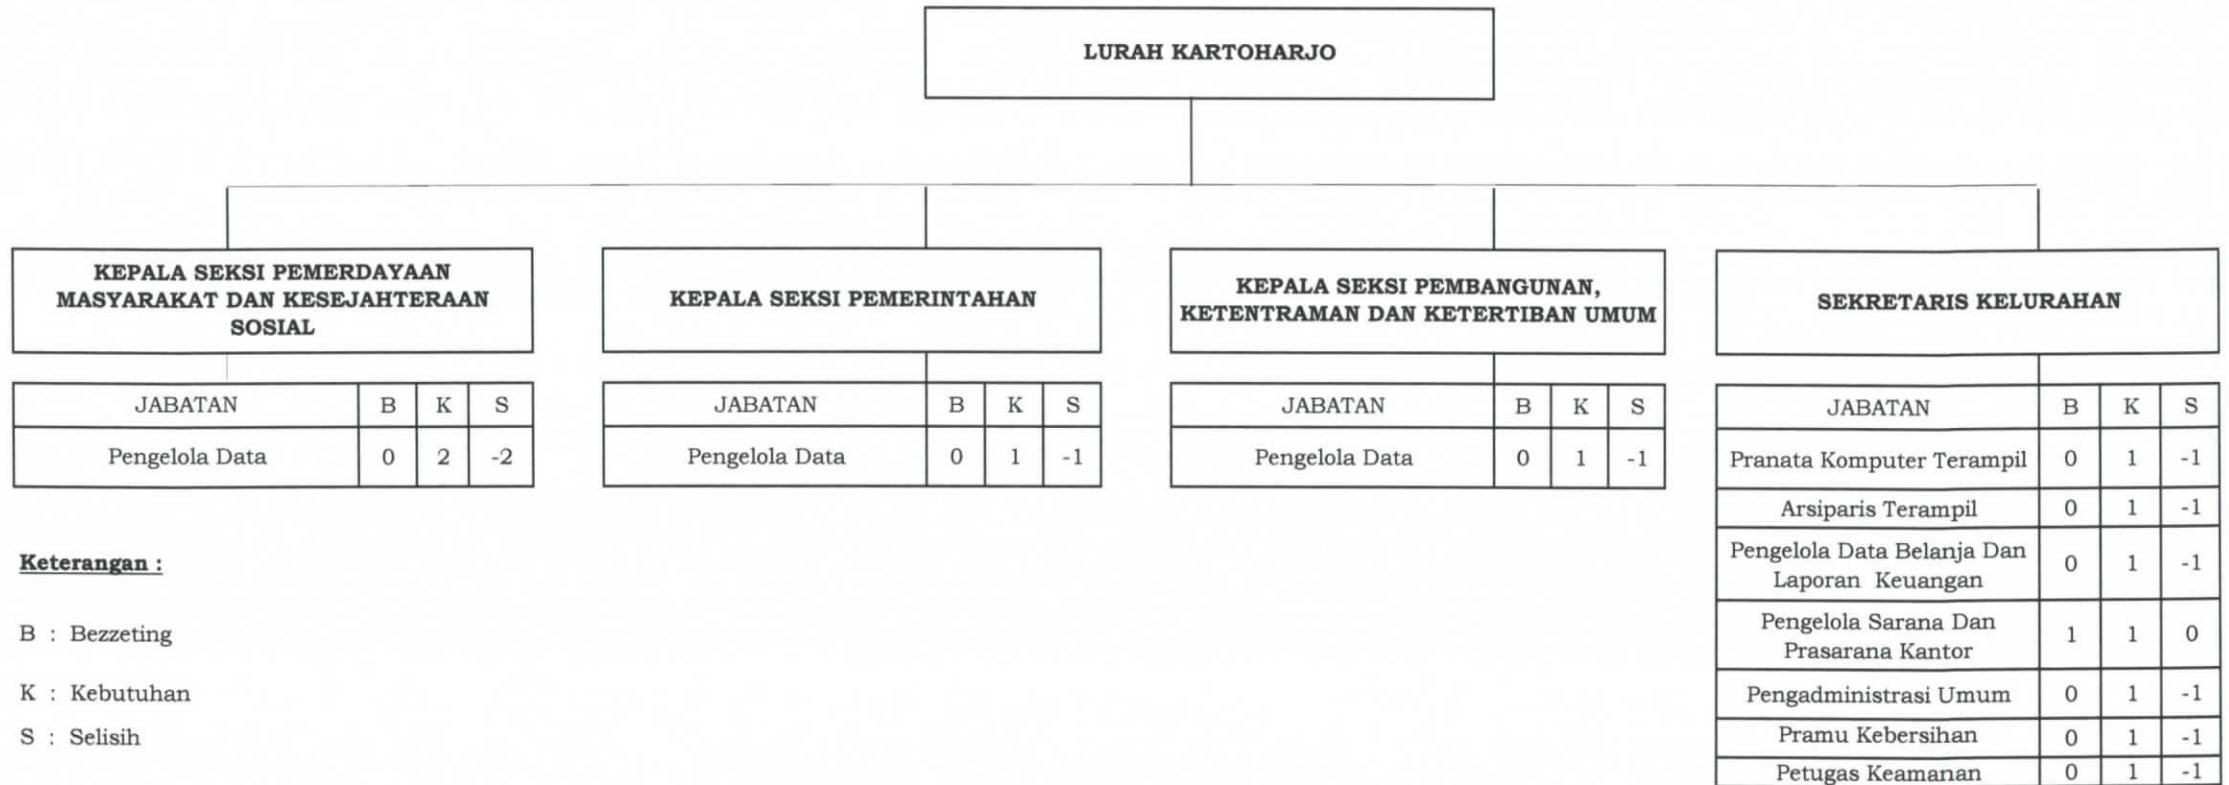 LURAH KARTOHARJO
KEPALA SEKSI PEMERDAYAAN
MASYARAKAT DAN KESEJAHTERAAN
SOSIAL
JABATAN B K S
Pengelola Data 0 2 -2
KEPALA SEKSI PEMERINTAHAN
JABATAN B K S
Pengelola Data 0 1 -1
KEPALA SEKSI PEMBANGUNAN,
KETENTRAMAN DAN KETERTIBAN UMUM
JABATAN B K S
Pengelola Data 0 1 -1
SEKRETARIS KELURAHAN
JABATAN B K S
Pranata Komputer Terampil 0 1 -1
Arsiparis Terampil 0 1 -1
Pengelola Data Belanja Dan
Laporan Keuangan 0 1 -1
Pengelola Sarana Dan
Prasarana Kantor 1 1 0
Pengadministrasi Umum 0 1 -1
Pramu Kebersihan 0 1 -1
Petugas Keamanan 0 1 -1
Keterangan :
B : Bezzeting
K : Kebutuhan
S : Selisih